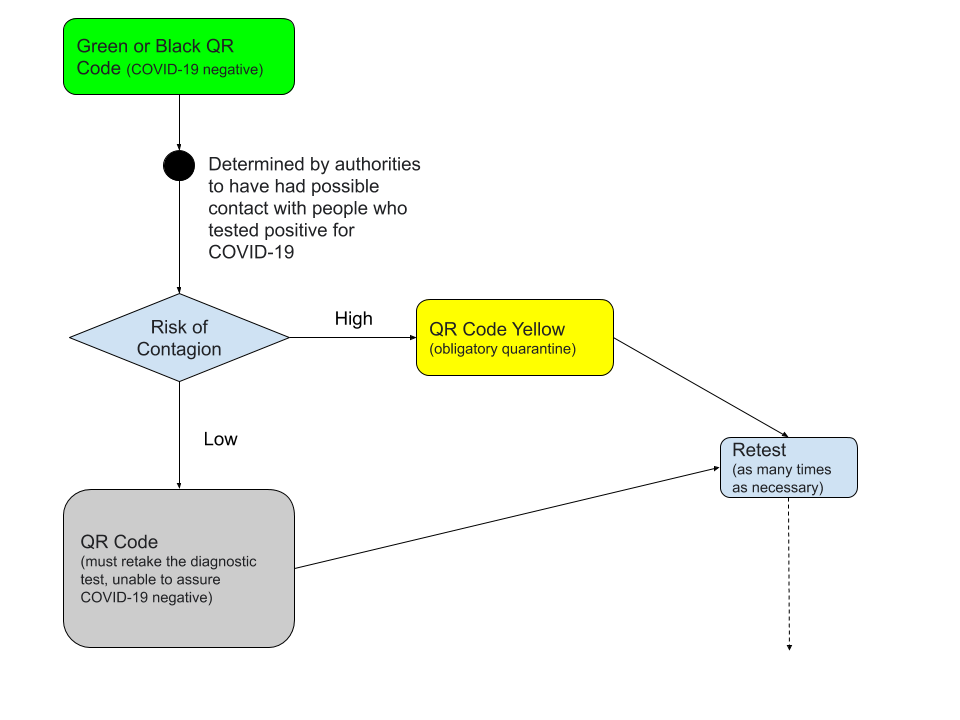 Green or Black QR
Code (COVID-19 negative)
Determined by authorities
to have had possible
contact with people who
tested positive for
COVID-19
Risk of
Contagion
High
QR Code Yellow
(obligatory quarantine)
Low
Retest
(as many times
as necessary)
QR Code
(must retake the diagnostic
test, unable to assure
COVID-19 negative)